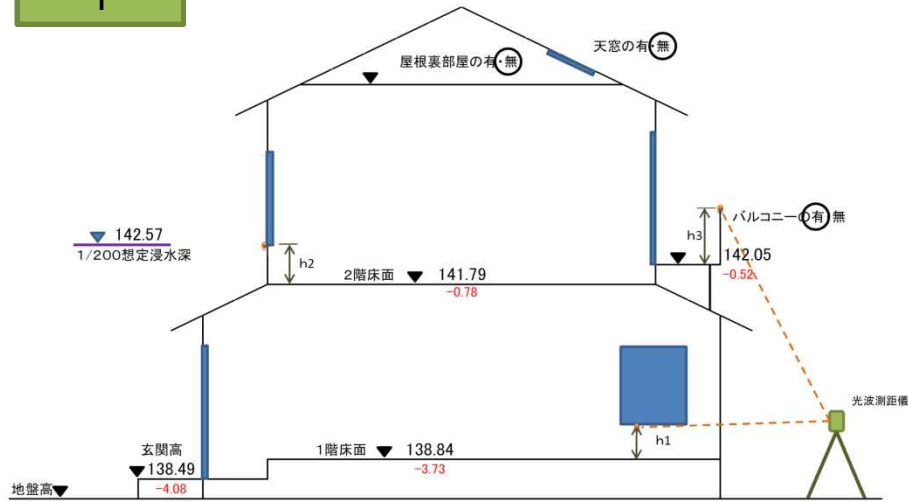 天窓の有・無
屋根裏部屋の有・無
バルコニーの有・無
142.57
1/200想定浸水深
h2
h3
142.05
-0.52
2階床面 141.79
-0.78
光波測距儀
h1
玄関高
138.49
-4.08
1階床面 138.84
-3.73
地盤高